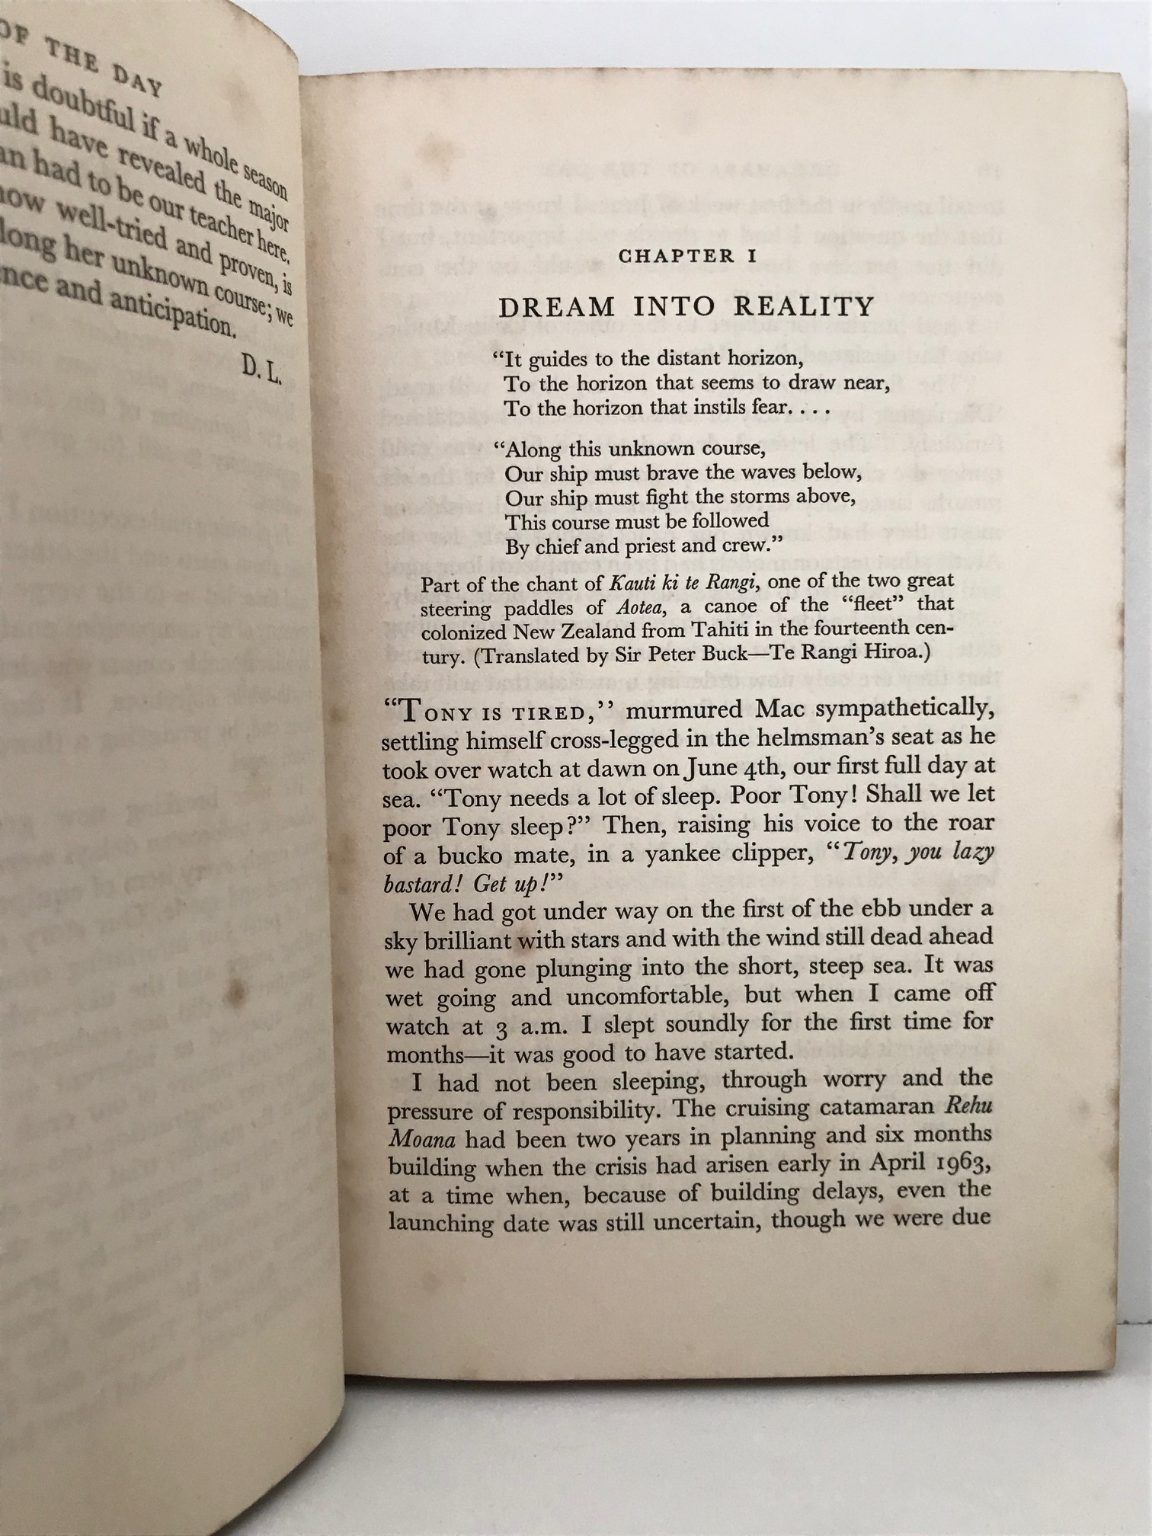 OF THE DAY
is doubtful if a whole season
have revealed the major
had to be our teacher here.
now well-tried and proven, is
long her unknown course; we
and anticipation.
D. L.
CHAPTER I
DREAM INTO REALITY
“It guides to the distant horizon,
To the horizon that seems to draw near,
To the horizon that instils fear. . . .
“Along this unknown course,
Our ship must brave the waves below,
Our ship must fight the storms above,
This course must be followed
By chief and priest and crew.”
Part of the chant of Kauti ki te Rangi, one of the two great
steering paddles of Aotea, a canoe of the “fleet” that
colonized New Zealand from Tahiti in the fourteenth cen-
tury. (Translated by Sir Peter Buck—Te Rangi Hiroa.)
“TONY IS TIRED,” murmured Mac sympathetically,
settling himself cross-legged in the helmsman’s seat as he
took over watch at dawn on June 4th, our first full day at
sea. “Tony needs a lot of sleep. Poor Tony! Shall we let
poor Tony sleep?” Then, raising his voice to the roar
of a bucko mate, in a yankee clipper, “Tony, you lazy
bastard! Get up!”
We had got under way on the first of the ebb under a
sky brilliant with stars and with the wind still dead ahead
we had gone plunging into the short, steep sea. It was
wet going and uncomfortable, but when I came off
watch at 3 a.m. I slept soundly for the first time for
months—it was good to have started.
I had not been sleeping, through worry and the
pressure of responsibility. The cruising catamaran Rehu
Moana had been two years in planning and six months
building when the crisis had arisen early in April 1963,
at a time when, because of building delays, even the
launching date was still uncertain, though we were due